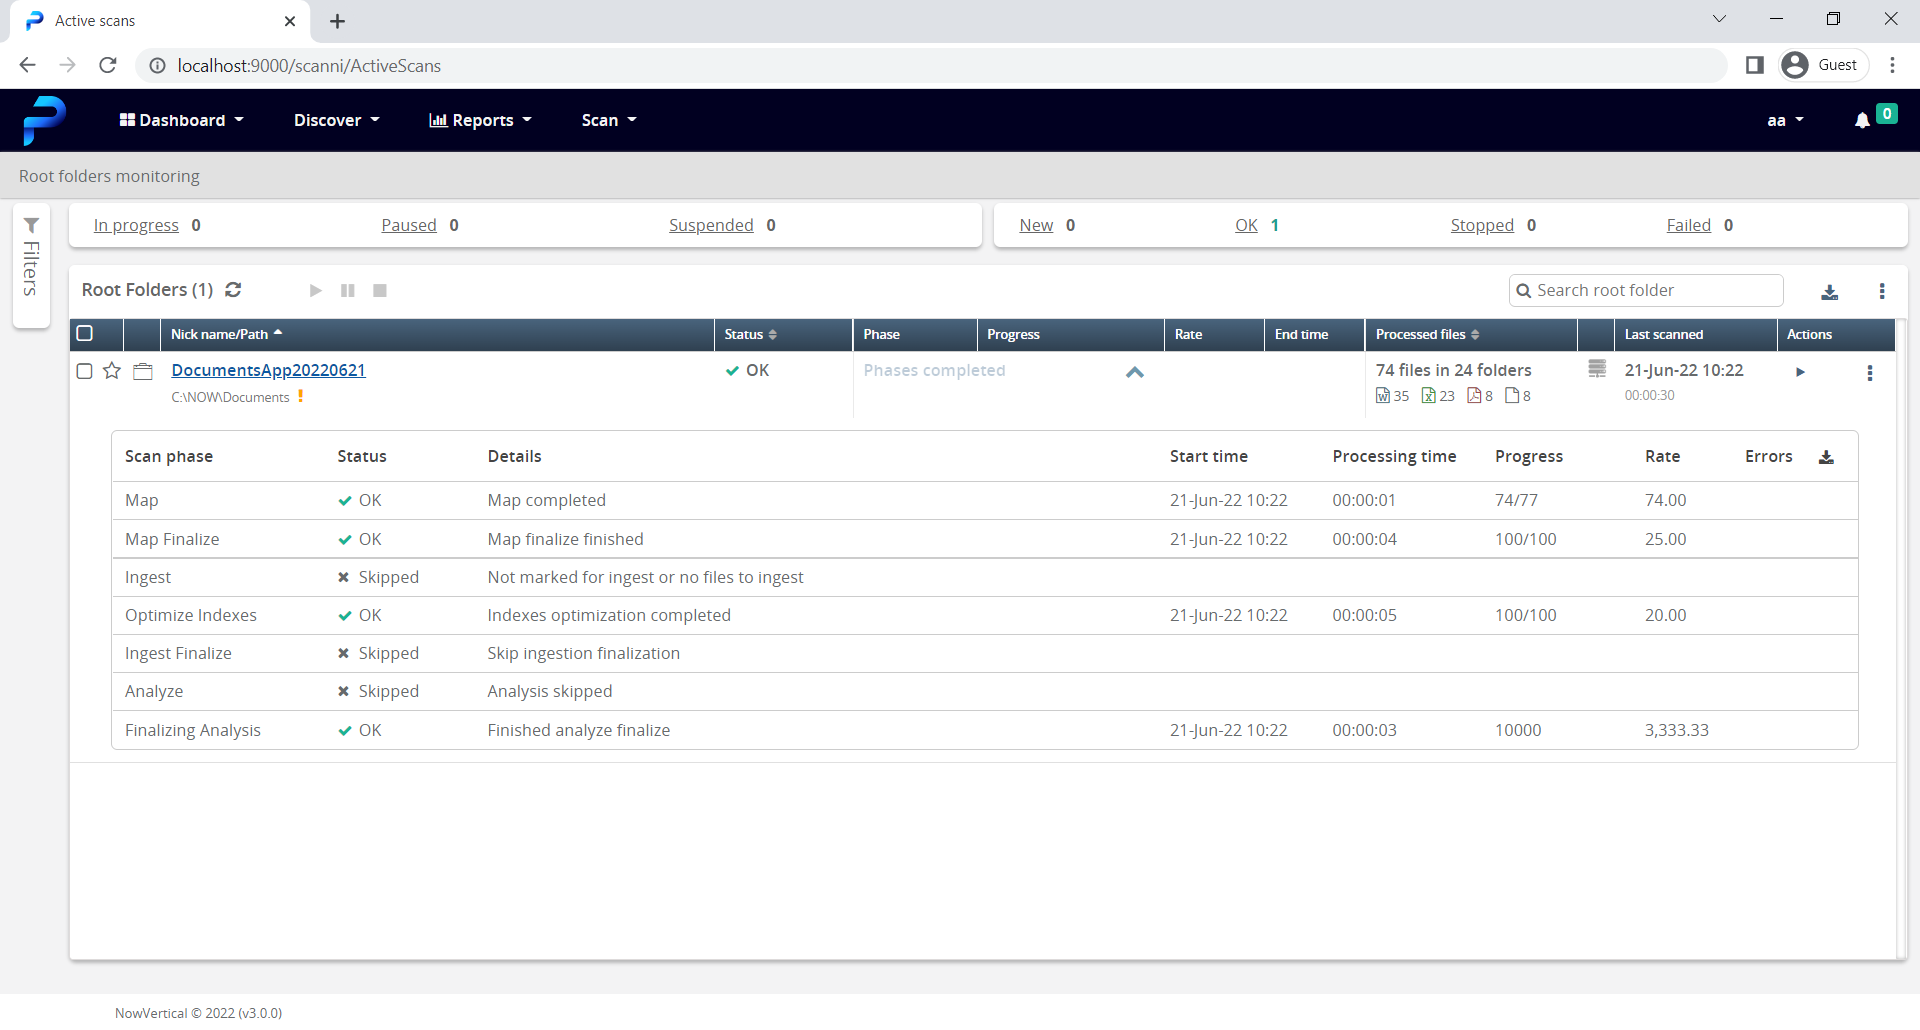 Active scans
localhost:9000/scanni/ActiveScans
Guest
Dashboard Discover Reports Scan aa 0
Root folders monitoring
Filters
In progress 0 Paused 0 Suspended 0 New 0 OK 1 Stopped 0 Failed 0
Root Folders (1) Search root folder
Nick name/Path Status Phase Progress Rate End time Processed files Last scanned Actions
DocumentsApp20220621 OK Phases completed 74 files in 24 folders 21-Jun-22 10:22
C:\NOW\Documents 35 23 8 8 00:00:30
Scan phase Status Details Start time Processing time Progress Rate Errors
Map OK Map completed 21-Jun-22 10:22 00:00:01 74/77 74.00
Map Finalize OK Map finalize finished 21-Jun-22 10:22 00:00:04 100/100 25.00
Ingest Skipped Not marked for ingest or no files to ingest
Optimize Indexes OK Indexes optimization completed 21-Jun-22 10:22 00:00:05 100/100 20.00
Ingest Finalize Skipped Skip ingestion finalization
Analyze Skipped Analysis skipped
Finalizing Analysis OK Finished analyze finalize 21-Jun-22 10:22 00:00:03 10000 3,333.33
NowVertical © 2022 (v3.0.0)